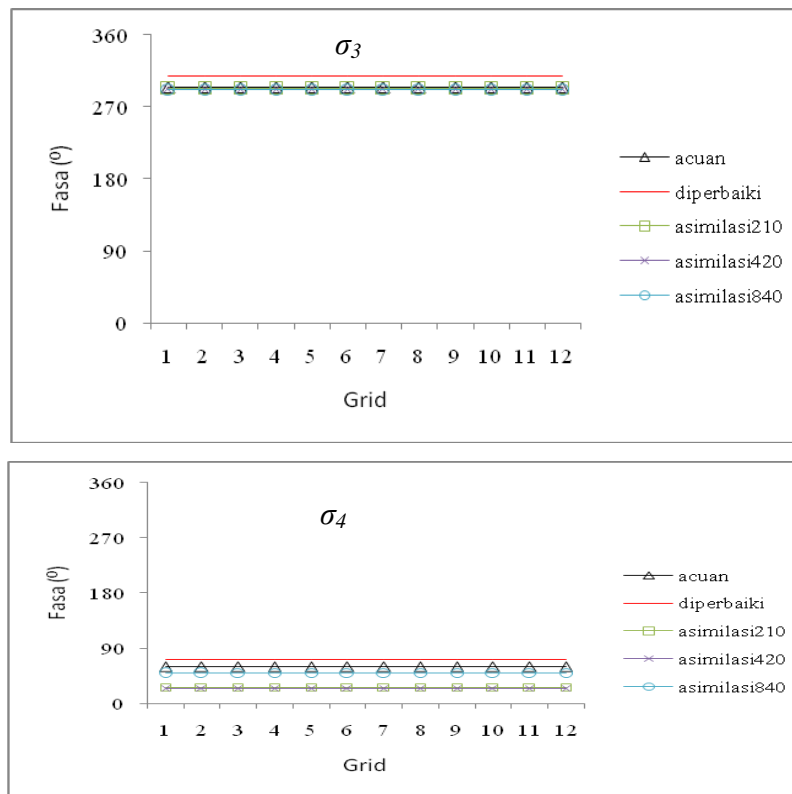 σ3
Fasa (⁰)
360
270
180
90
0
1 2 3 4 5 6 7 8 9 10 11 12
Grid
acuan
diperbaiki
asimilasi210
asimilasi420
asimilasi840
σ4
Fasa (⁰)
360
270
180
90
0
1 2 3 4 5 6 7 8 9 10 11 12
Grid
acuan
diperbaiki
asimilasi210
asimilasi420
asimilasi840